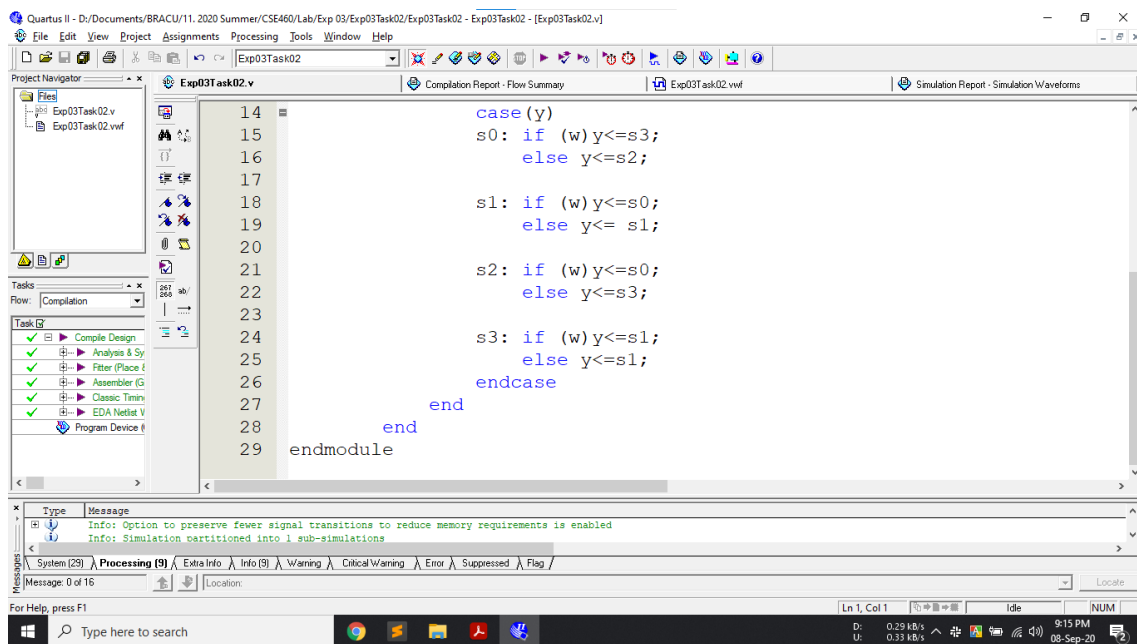 Quartus II - D:/Documents/BRACU/11. 2020 Summer/CSE460/Lab/Exp 03/Exp03Task02/Exp03Task02 - Exp03Task02 - [Exp03Task02.v]
File Edit View Project Assignments Processing Tools Window Help
Exp03Task02
Project Navigator
Files
Exp03Task02.v
Exp03Task02.vwf
Exp03Task02.v
Compilation Report - Flow Summary
Exp03Task02.vwf
Simulation Report - Simulation Waveforms
14 case(y)
15 s0: if (w)y<=s3;
16 else y<=s2;
17
18 s1: if (w)y<=s0;
19 else y<= s1;
20
21 s2: if (w)y<=s0;
22 else y<=s3;
23
24 s3: if (w)y<=s1;
25 else y<=s1;
26 endcase
27 end
28 end
29 endmodule
267
268
ab/
Tasks
Flow: Compilation
Task
Compile Design
Analysis & Sy
Fitter (Place &
Assembler (G
Classic Timin
EDA Netlist W
Program Device (
Type Message
Info: Option to preserve fewer signal transitions to reduce memory requirements is enabled
Info: Simulation partitioned into 1 sub-simulations
Messages
System (29) Processing (9) Extra Info Info (9) Warning Critical Warning Error Suppressed Flag
Message: 0 of 16
Location:
Locate
For Help, press F1
Ln 1, Col 1
Idle
NUM
Type here to search
D: 0.29 kB/s
U: 0.33 kB/s
9:15 PM
08-Sep-20